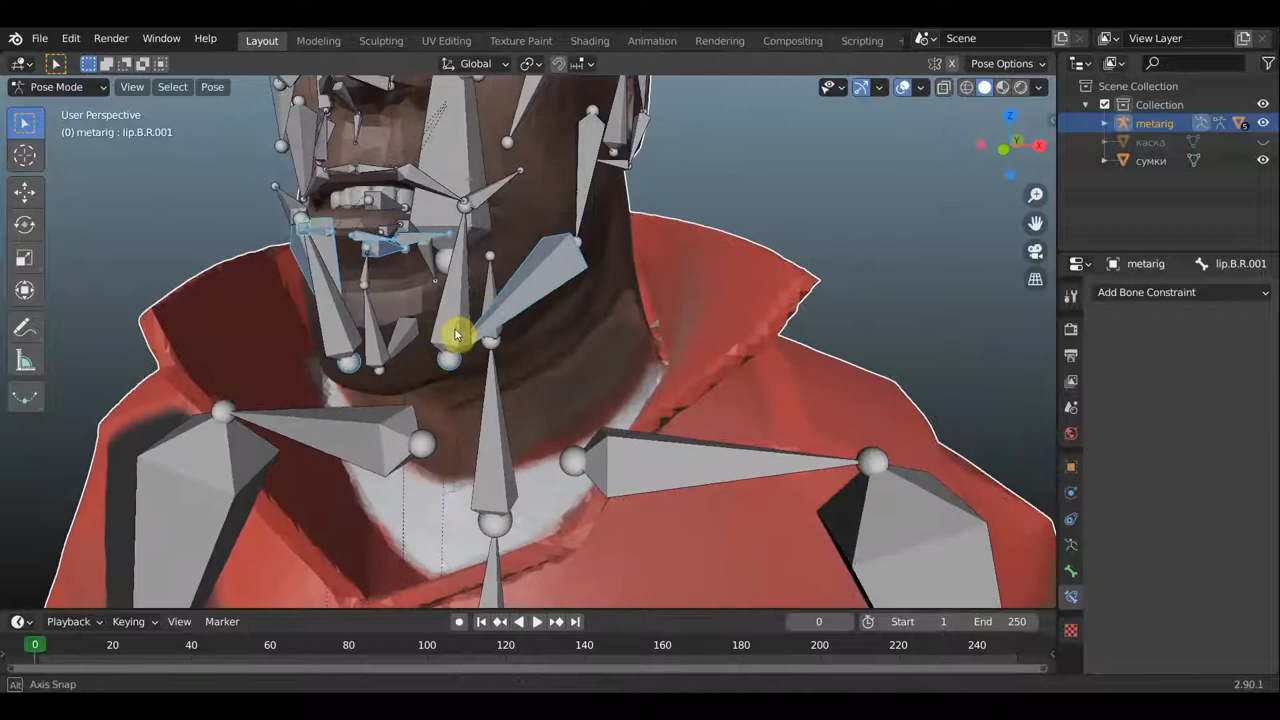 File Edit Render Window Help
Layout Modeling Sculpting UV Editing Texture Paint Shading Animation Rendering Compositing Scripting
Scene
View Layer
Global
X
Pose Options
Pose Mode View Select Pose
User Perspective
(0) metarig : lip.B.R.001
Z
Y
X
Scene Collection
Collection
metarig
5
каска
сумки
metarig
lip.B.R.001
Add Bone Constraint
Playback Keying View Marker
0
Start 1
End 250
0 20 40 60 80 100 120 140 160 180 200 220 240
Alt Axis Snap
2.90.1